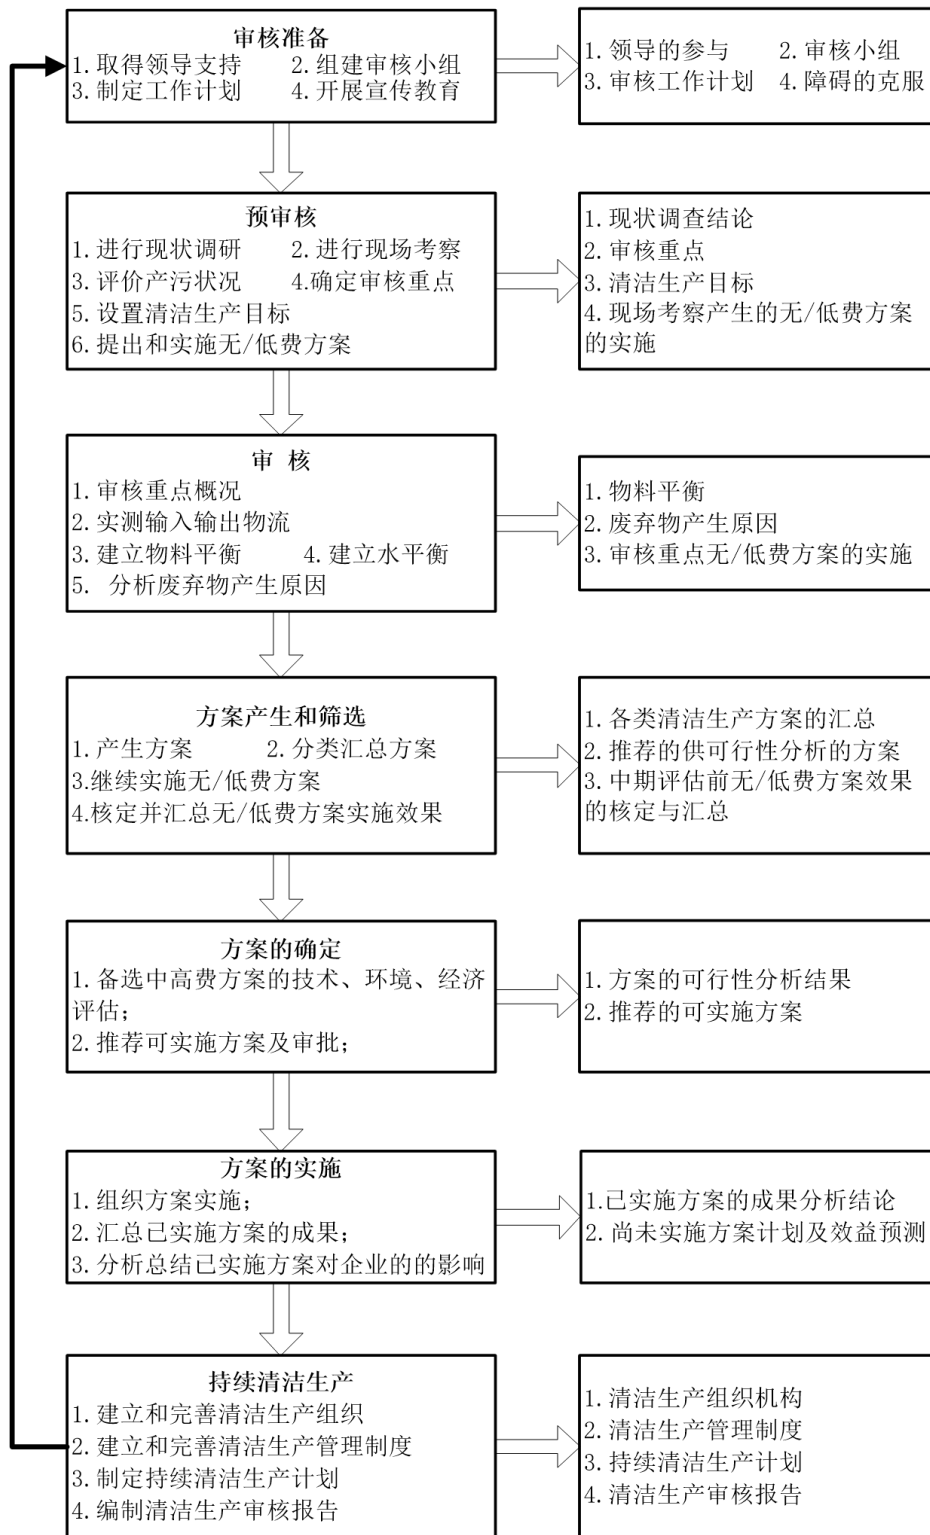 审核准备
1.取得领导支持 2.组建审核小组
3.制定工作计划 4.开展宣传教育
1.领导的参与 2.审核小组
3.审核工作计划 4.障碍的克服
预审核
1.进行现状调研 2.进行现场考察
3.评价产污状况 4.确定审核重点
5.设置清洁生产目标
6.提出和实施无/低费方案
1.现状调查结论
2.审核重点
3.清洁生产目标
4.现场考察产生的无/低费方案
的实施
审 核
1.审核重点概况
2.实测输入输出物流
3.建立物料平衡 4.建立水平衡
5. 分析废弃物产生原因
1.物料平衡
2.废弃物产生原因
3.审核重点无/低费方案的实施
方案产生和筛选
1.产生方案 2.分类汇总方案
3.继续实施无/低费方案
4.核定并汇总无/低费方案实施效果
1.各类清洁生产方案的汇总
2.推荐的供可行性分析的方案
3.中期评估前无/低费方案效果
的核定与汇总
方案的确定
1.备选中高费方案的技术、环境、经济
评估；
2.推荐可实施方案及审批；
1.方案的可行性分析结果
2.推荐的可实施方案
方案的实施
1.组织方案实施；
2.汇总已实施方案的成果；
3.分析总结已实施方案对企业的的影响
1.已实施方案的成果分析结论
2.尚未实施方案计划及效益预测
持续清洁生产
1.建立和完善清洁生产组织
2.建立和完善清洁生产管理制度
3.制定持续清洁生产计划
4.编制清洁生产审核报告
1.清洁生产组织机构
2.清洁生产管理制度
3.持续清洁生产计划
4.清洁生产审核报告